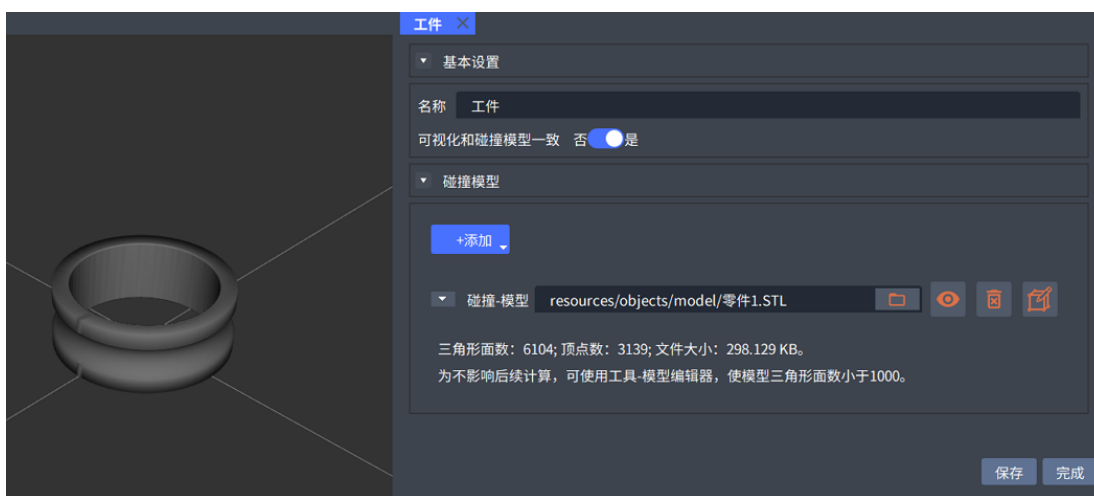 工件
基本设置
名称 工件
可视化和碰撞模型一致 否 是
碰撞模型
+添加
碰撞-模型 resources/objects/model/零件1.STL
三角形面数：6104; 顶点数：3139; 文件大小：298.129 KB。
为不影响后续计算，可使用工具-模型编辑器，使模型三角形面数小于1000。
保存 完成